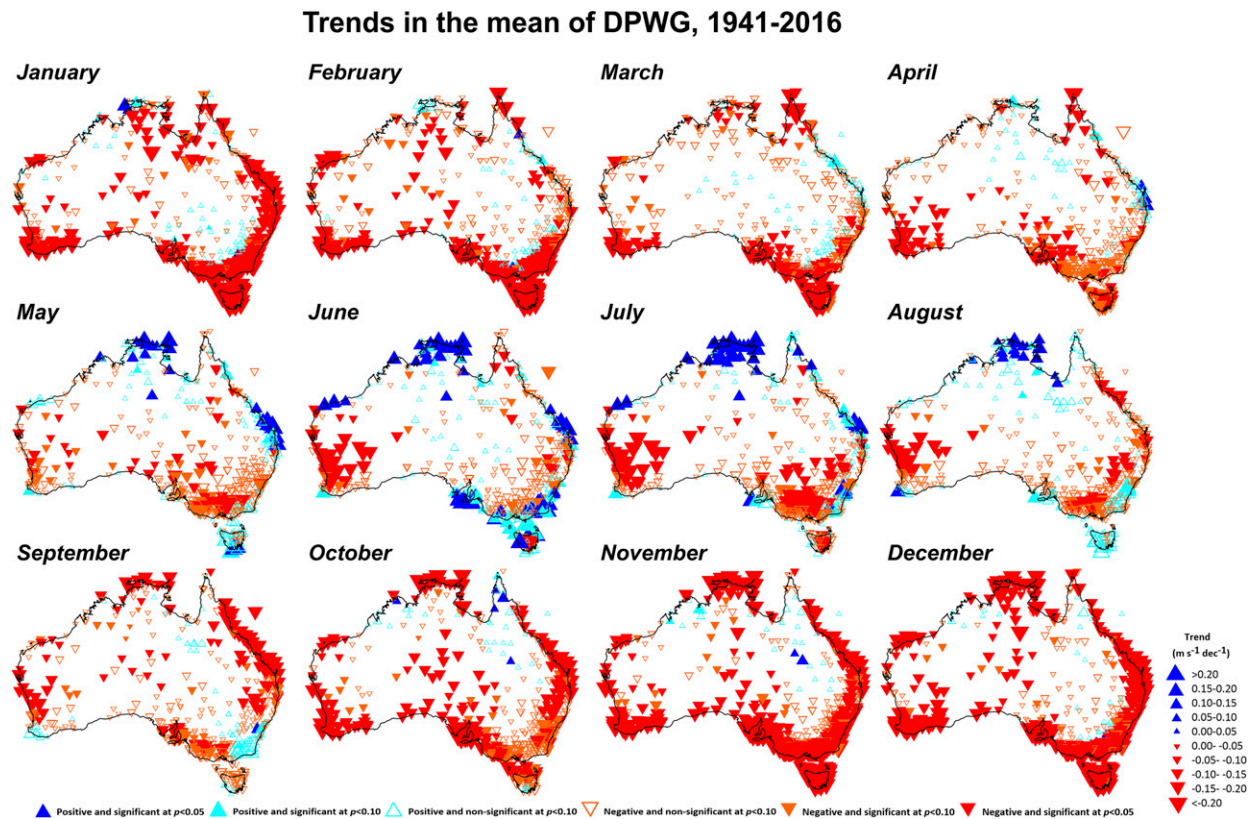 Trends in the mean of DPWG, 1941-2016
January
February
March
April
May
June
July
August
September
October
November
December
Trend
(m s⁻¹ dec⁻¹)
>0.20
0.15-0.20
0.10-0.15
0.05-0.10
0.00-0.05
0.00- -0.05
-0.05- -0.10
-0.10- -0.15
-0.15- -0.20
<-0.20
Positive and significant at p<0.05
Positive and significant at p<0.10
Positive and non-significant at p<0.10
Negative and non-significant at p<0.10
Negative and significant at p<0.10
Negative and significant at p<0.05